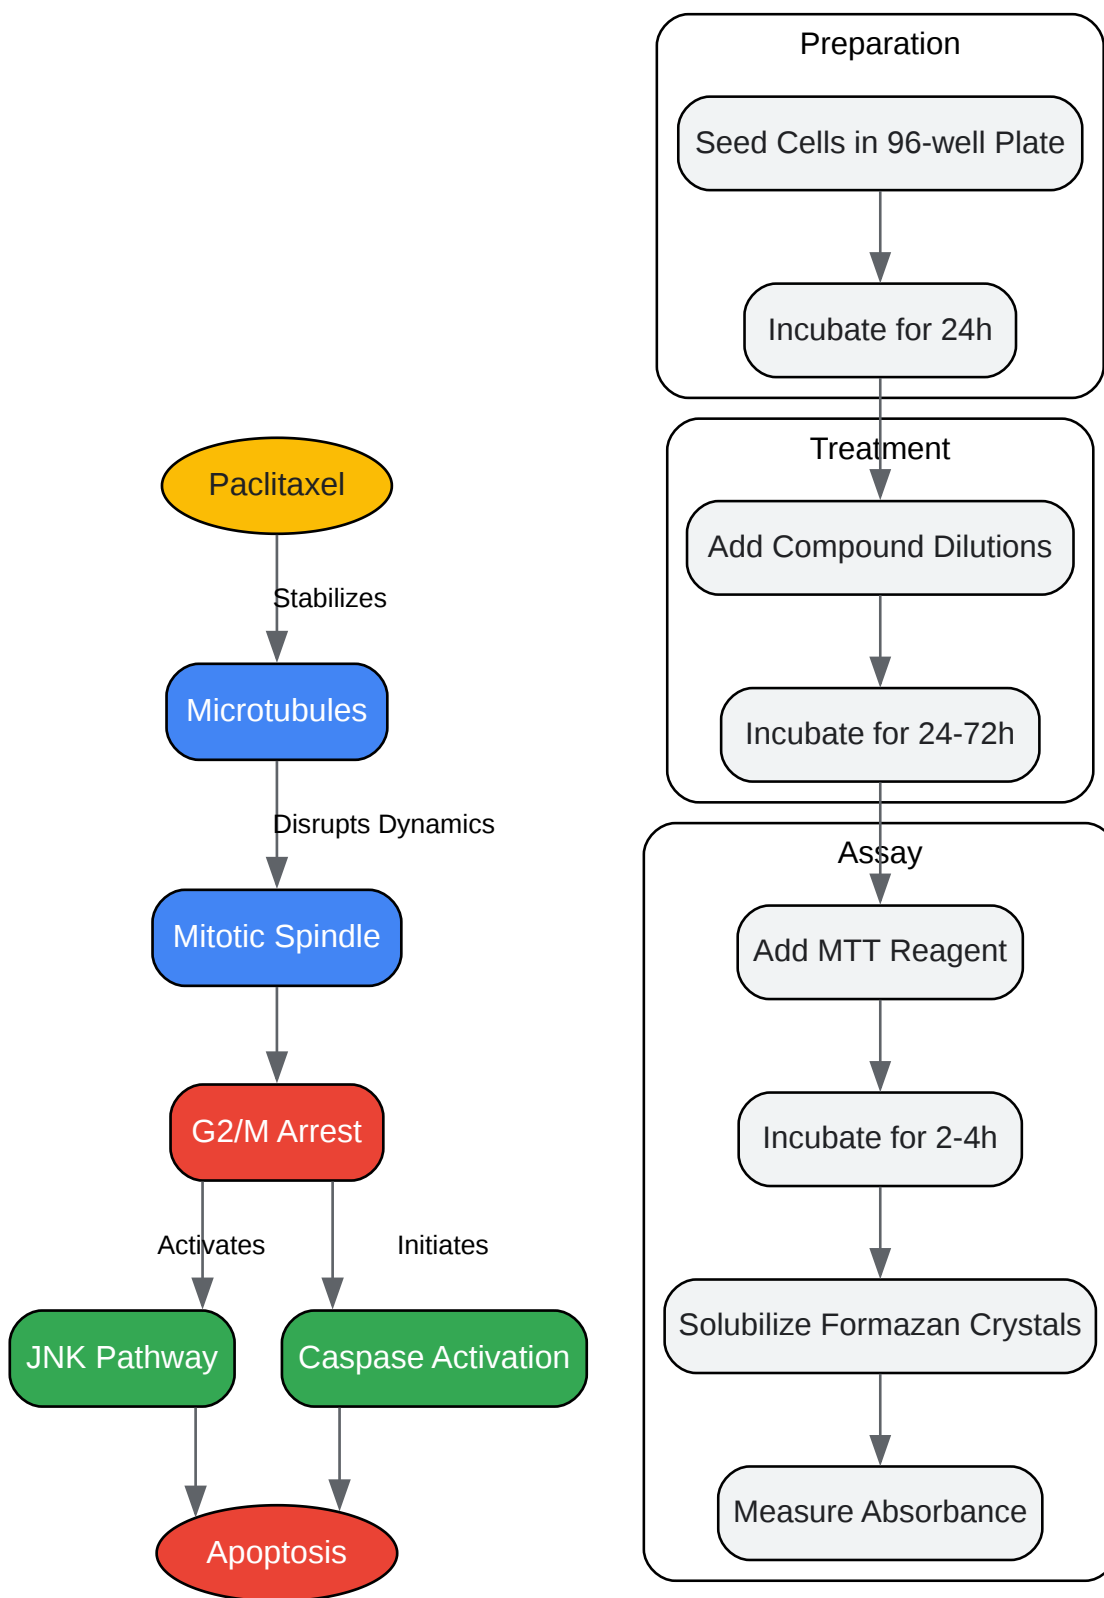 Paclitaxel
Stabilizes
Microtubules
Disrupts Dynamics
Mitotic Spindle
G2/M Arrest
Activates
Initiates
JNK Pathway
Caspase Activation
Apoptosis
Preparation
Seed Cells in 96-well Plate
Incubate for 24h
Treatment
Add Compound Dilutions
Incubate for 24-72h
Assay
Add MTT Reagent
Incubate for 2-4h
Solubilize Formazan Crystals
Measure Absorbance